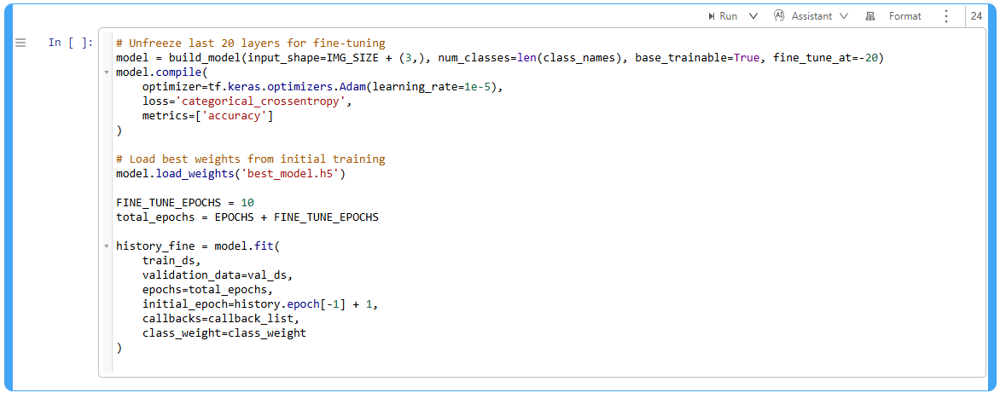 Run Assistant Format 24
In [ ]:
# Unfreeze last 20 layers for fine-tuning
model = build_model(input_shape=IMG_SIZE + (3,), num_classes=len(class_names), base_trainable=True, fine_tune_at=-20)
model.compile(
    optimizer=tf.keras.optimizers.Adam(learning_rate=1e-5),
    loss='categorical_crossentropy',
    metrics=['accuracy']
)

# Load best weights from initial training
model.load_weights('best_model.h5')

FINE_TUNE_EPOCHS = 10
total_epochs = EPOCHS + FINE_TUNE_EPOCHS

history_fine = model.fit(
    train_ds,
    validation_data=val_ds,
    epochs=total_epochs,
    initial_epoch=history.epoch[-1] + 1,
    callbacks=callback_list,
    class_weight=class_weight
)